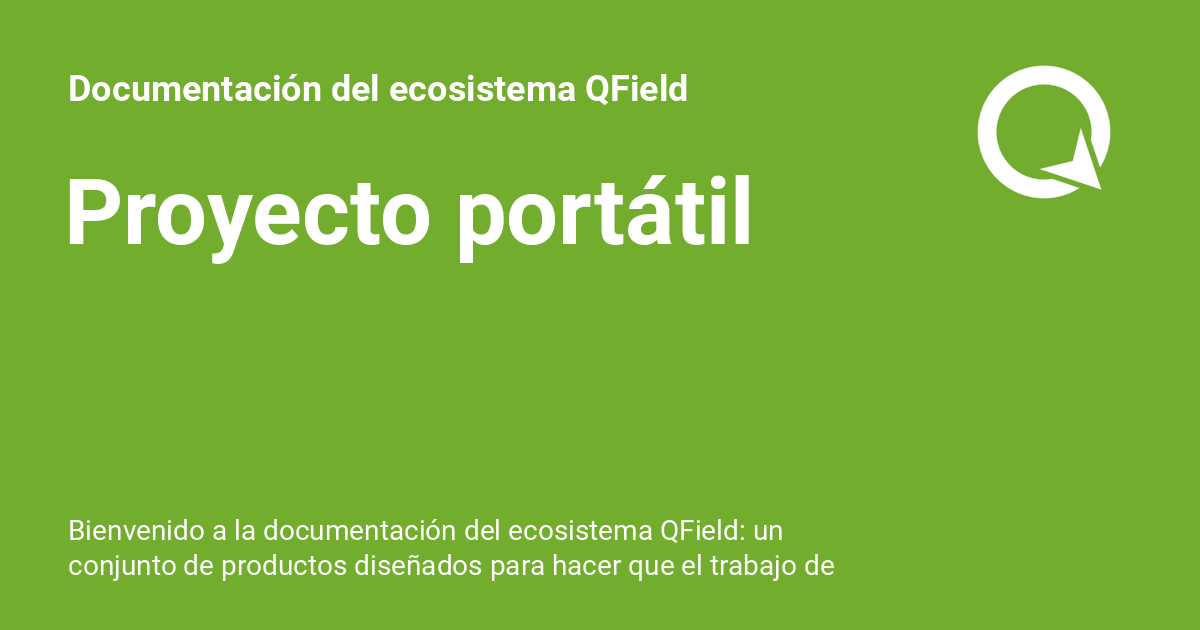 Documentación del ecosistema QField
Proyecto portátil
Bienvenido a la documentación del ecosistema QField: un
conjunto de productos diseñados para hacer que el trabajo de